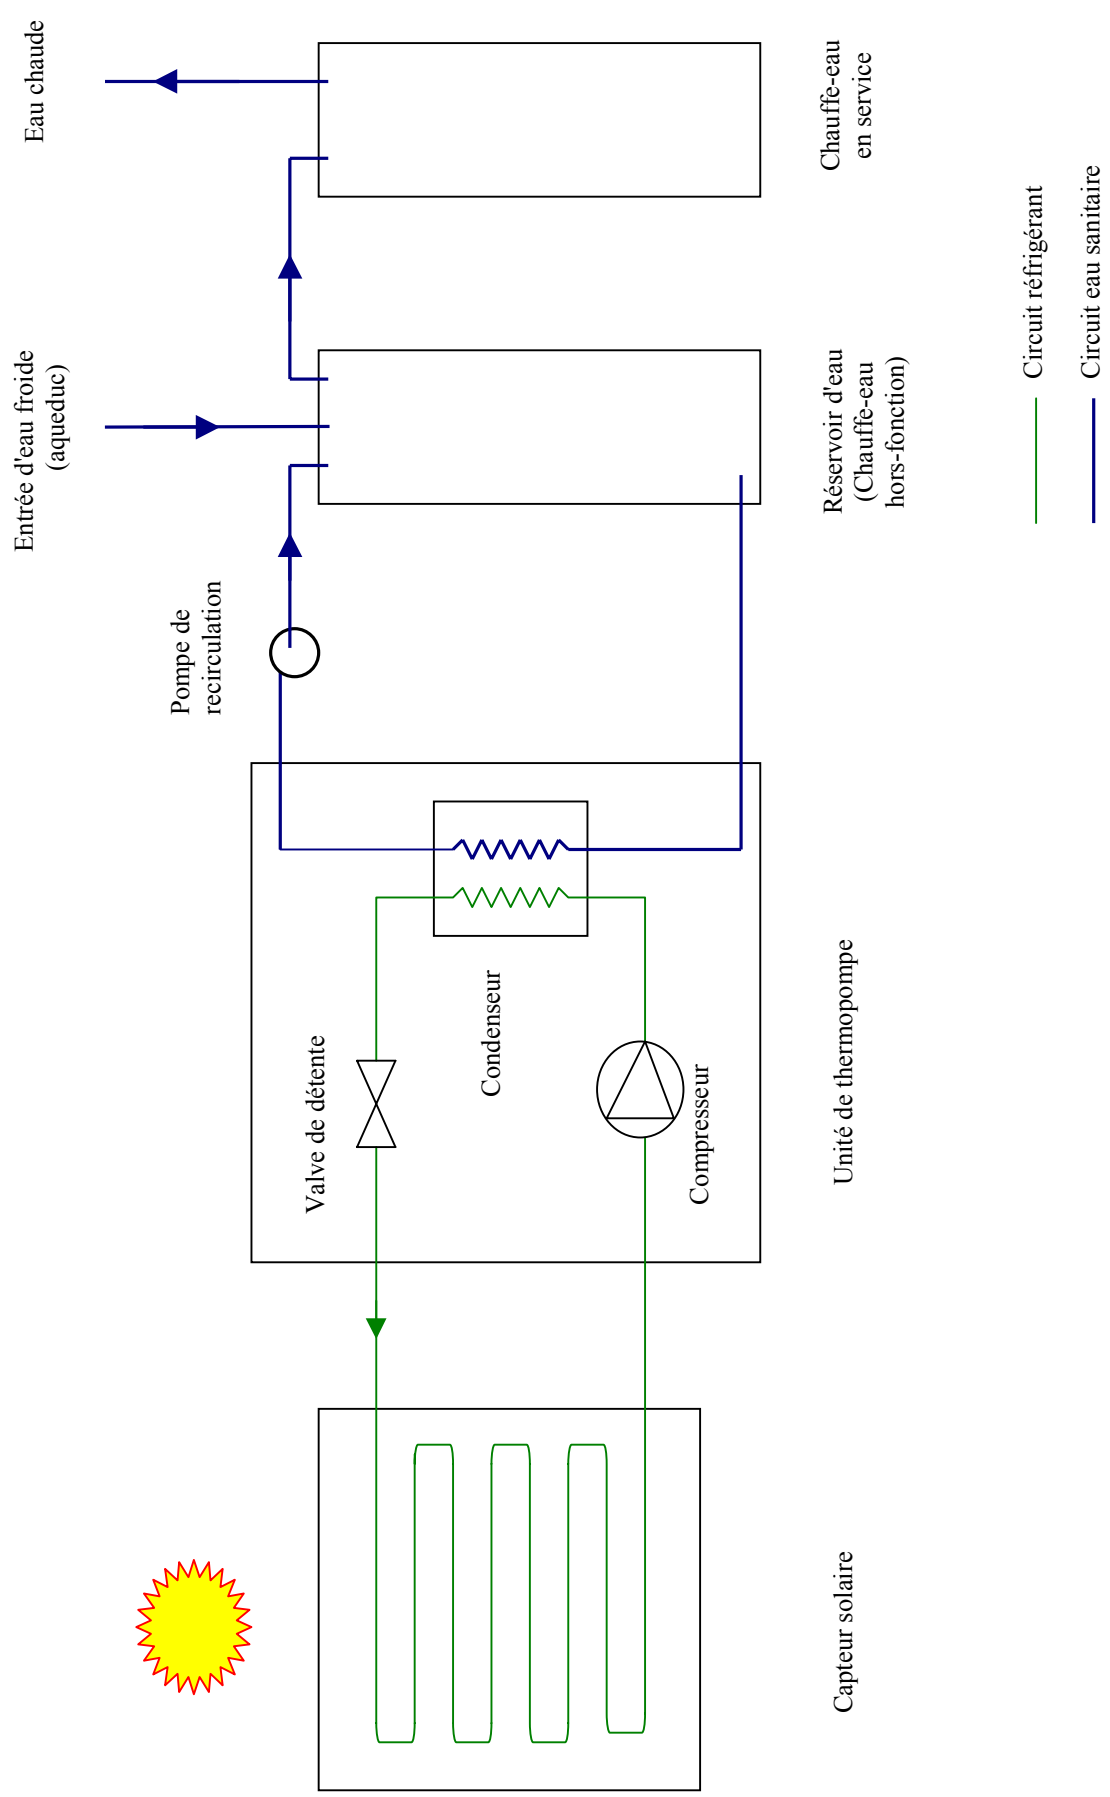 Capteur solaire
Unité de thermopompe
Valve de détente
Condenseur
Compresseur
Pompe de
recirculation
Entrée d'eau froide
(aqueduc)
Réservoir d'eau
(Chauffe-eau
hors-fonction)
Eau chaude
Chauffe-eau
en service
Circuit réfrigérant
Circuit eau sanitaire